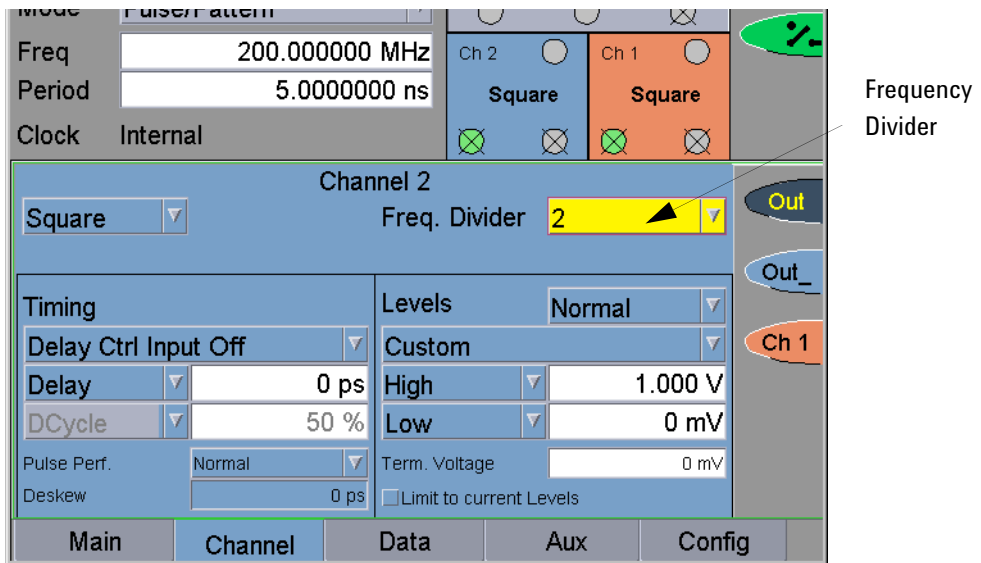 Mode Pulse/Pattern
Freq 200.000000 MHz
Period 5.0000000 ns
Clock Internal
Ch 2
Square
Ch 1
Square
Frequency
Divider
Channel 2
Square Freq. Divider 2
Timing
Delay Ctrl Input Off
Delay 0 ps
DCycle 50 %
Pulse Perf. Normal
Deskew 0 ps
Levels Normal
Custom
High 1.000 V
Low 0 mV
Term. Voltage 0 mV
Limit to current Levels
Out
Out_
Ch 1
Main Channel Data Aux Config